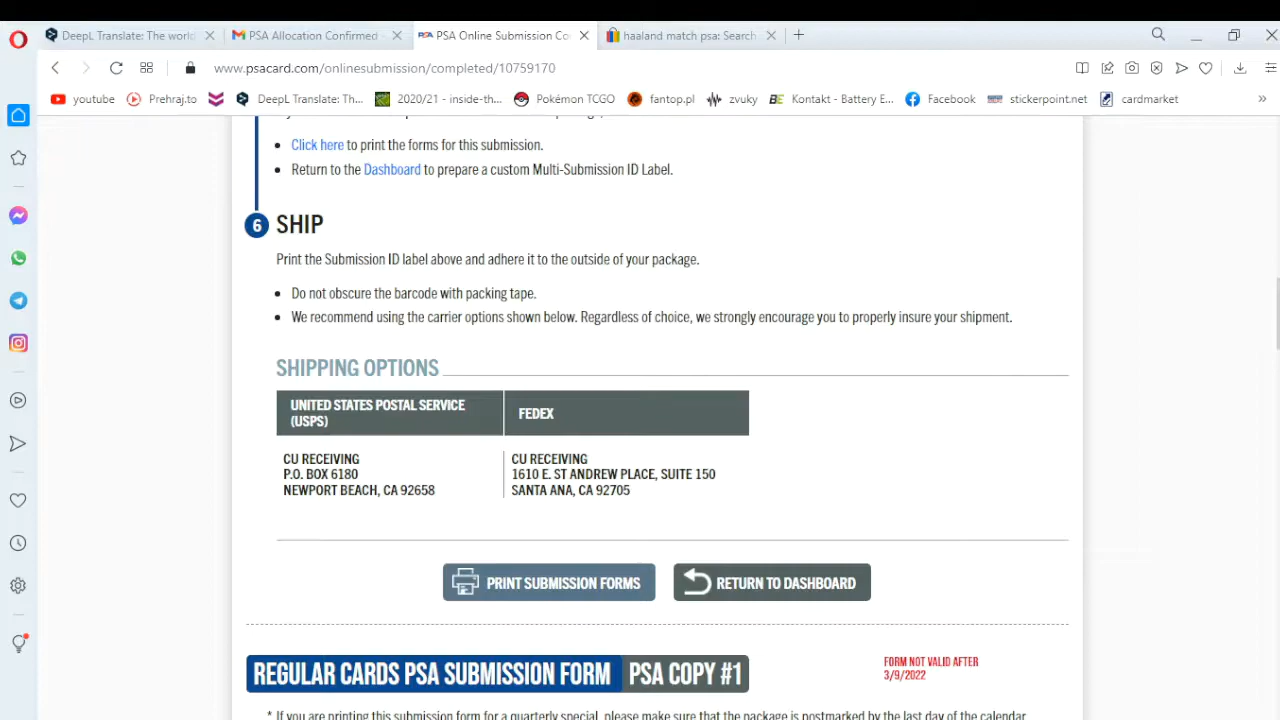 DeepL Translate: The world
PSA Allocation Confirmed -
PSA PSA Online Submission Co
haaland match psa: Search
www.psacard.com/onlinesubmission/completed/10759170
youtube
Prehraj.to
DeepL Translate: Th...
2020/21 - inside-th...
Pokémon TCGO
fantop.pl
zvuky
BE Kontakt - Battery E...
Facebook
stickerpoint.net
cardmarket
Click here to print the forms for this submission.
Return to the Dashboard to prepare a custom Multi-Submission ID Label.
6 SHIP
Print the Submission ID label above and adhere it to the outside of your package.
Do not obscure the barcode with packing tape.
We recommend using the carrier options shown below. Regardless of choice, we strongly encourage you to properly insure your shipment.
SHIPPING OPTIONS
UNITED STATES POSTAL SERVICE
(USPS)
FEDEX
CU RECEIVING
P.O. BOX 6180
NEWPORT BEACH, CA 92658
CU RECEIVING
1610 E. ST ANDREW PLACE, SUITE 150
SANTA ANA, CA 92705
PRINT SUBMISSION FORMS
RETURN TO DASHBOARD
REGULAR CARDS PSA SUBMISSION FORM PSA COPY #1
FORM NOT VALID AFTER
3/9/2022
* If you are printing this submission form for a quarterly special, please make sure that the package is postmarked by the last day of the calendar